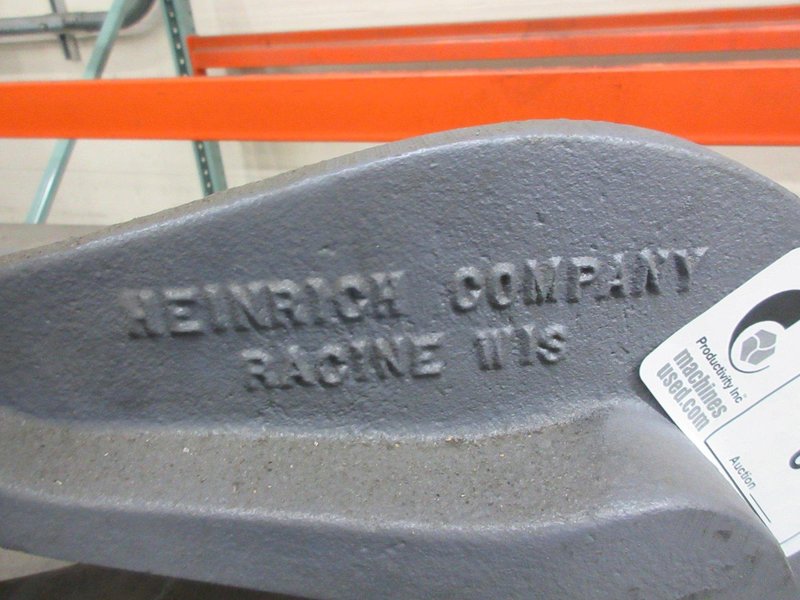 HEINRICH COMPANY
RACINE WIS
Productivity Inc
machines
used.com
Auction